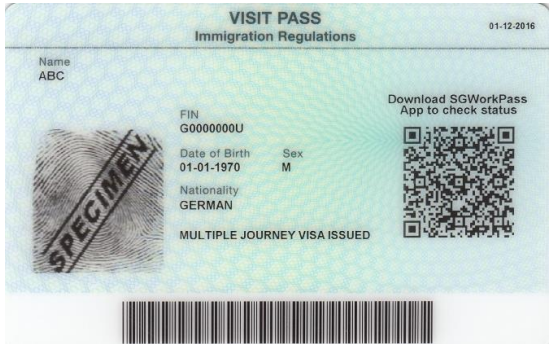 VISIT PASS
Immigration Regulations
01-12-2016
Name
ABC
Download SGWorkPass
App to check status
FIN
G0000000U
Date of Birth Sex
01-01-1970 M
Nationality
GERMAN
MULTIPLE JOURNEY VISA ISSUED
SPECIMEN